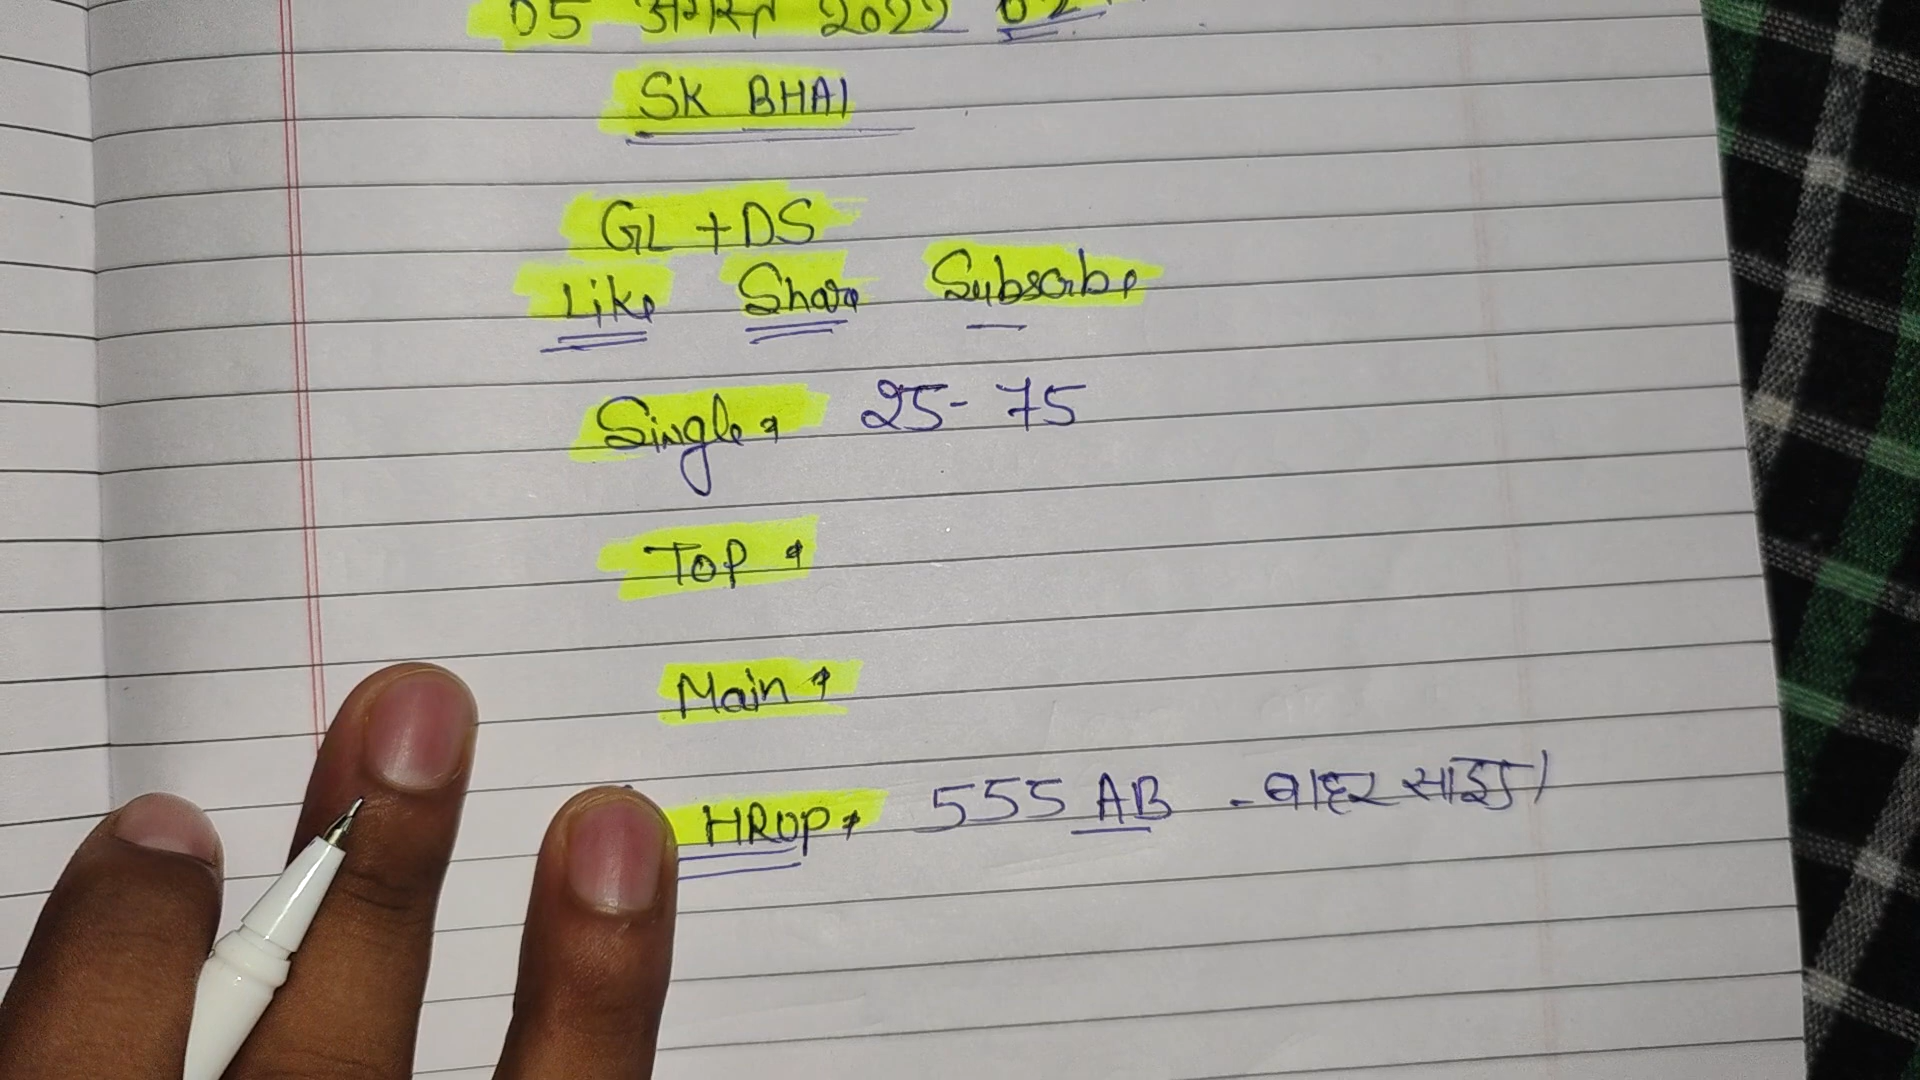 05 अगस्त 2022
SK BHAI
GL + DS
Like Share Subscribe
Single → 25 - 75
Top →
Main →
HRUP → 555 AB - बाहर साईड।